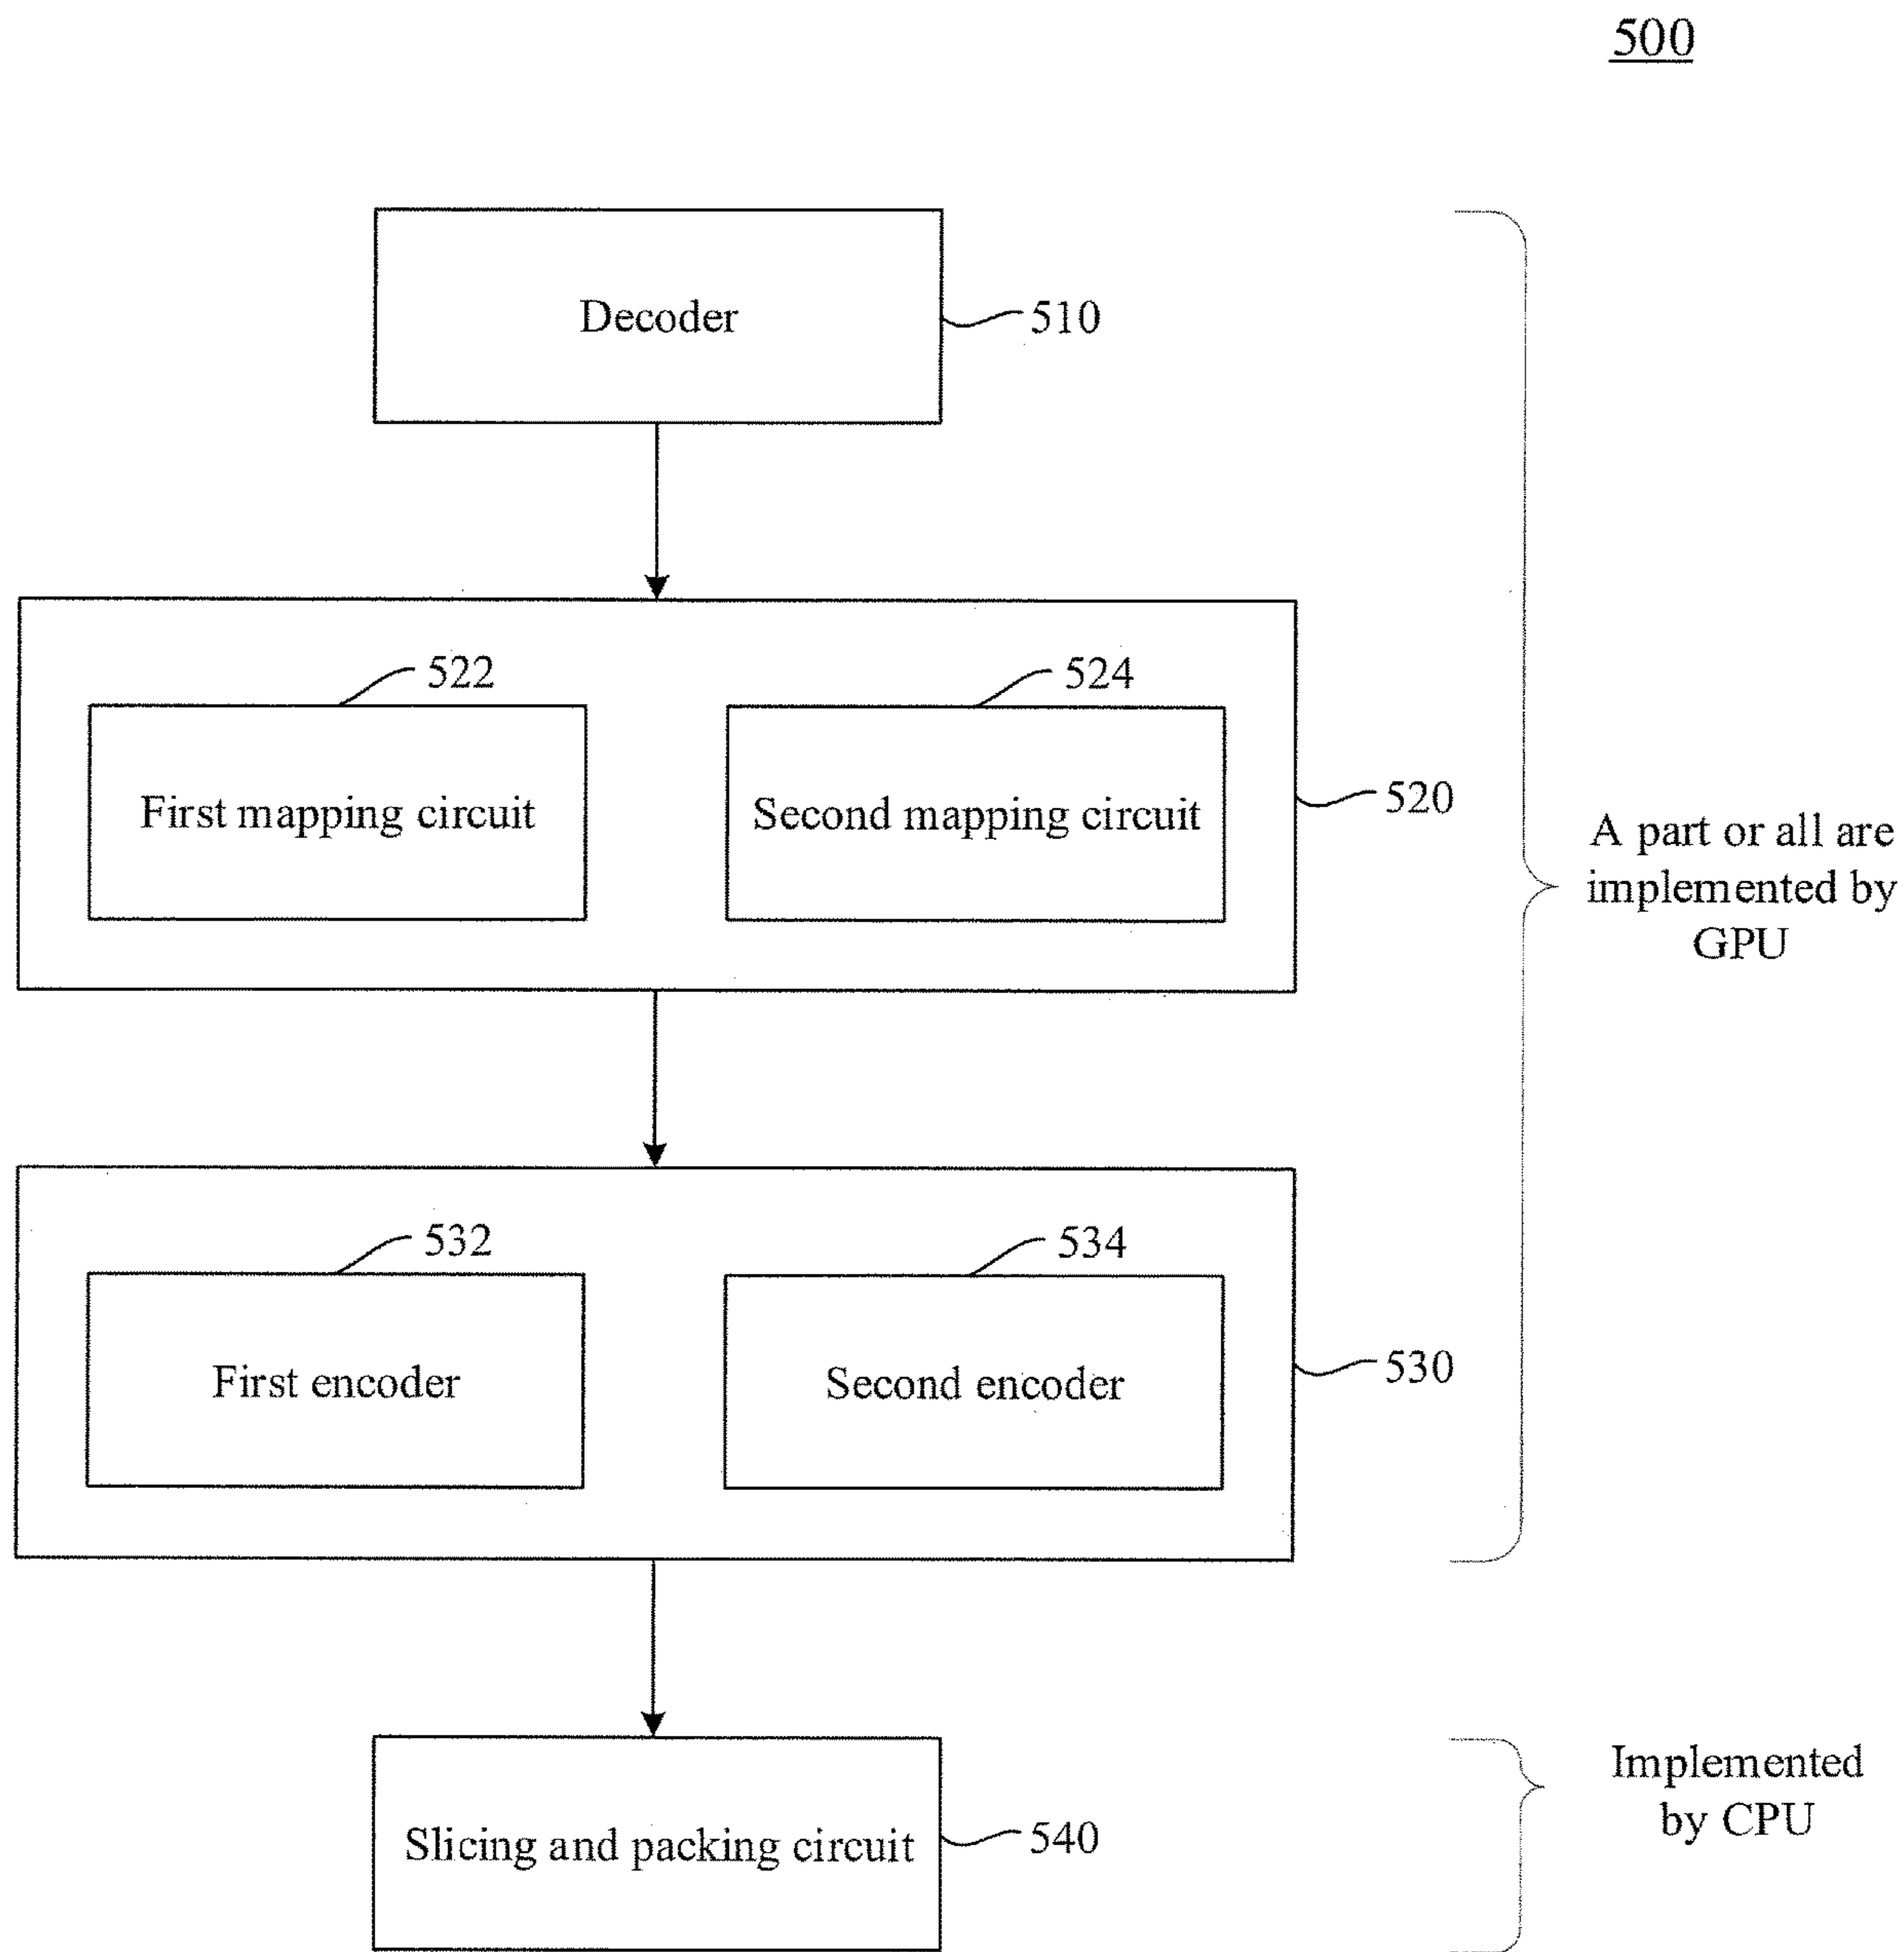 500
Decoder
510
522
524
First mapping circuit
Second mapping circuit
520
A part or all are
implemented by
GPU
532
534
First encoder
Second encoder
530
Implemented
by CPU
Slicing and packing circuit
540